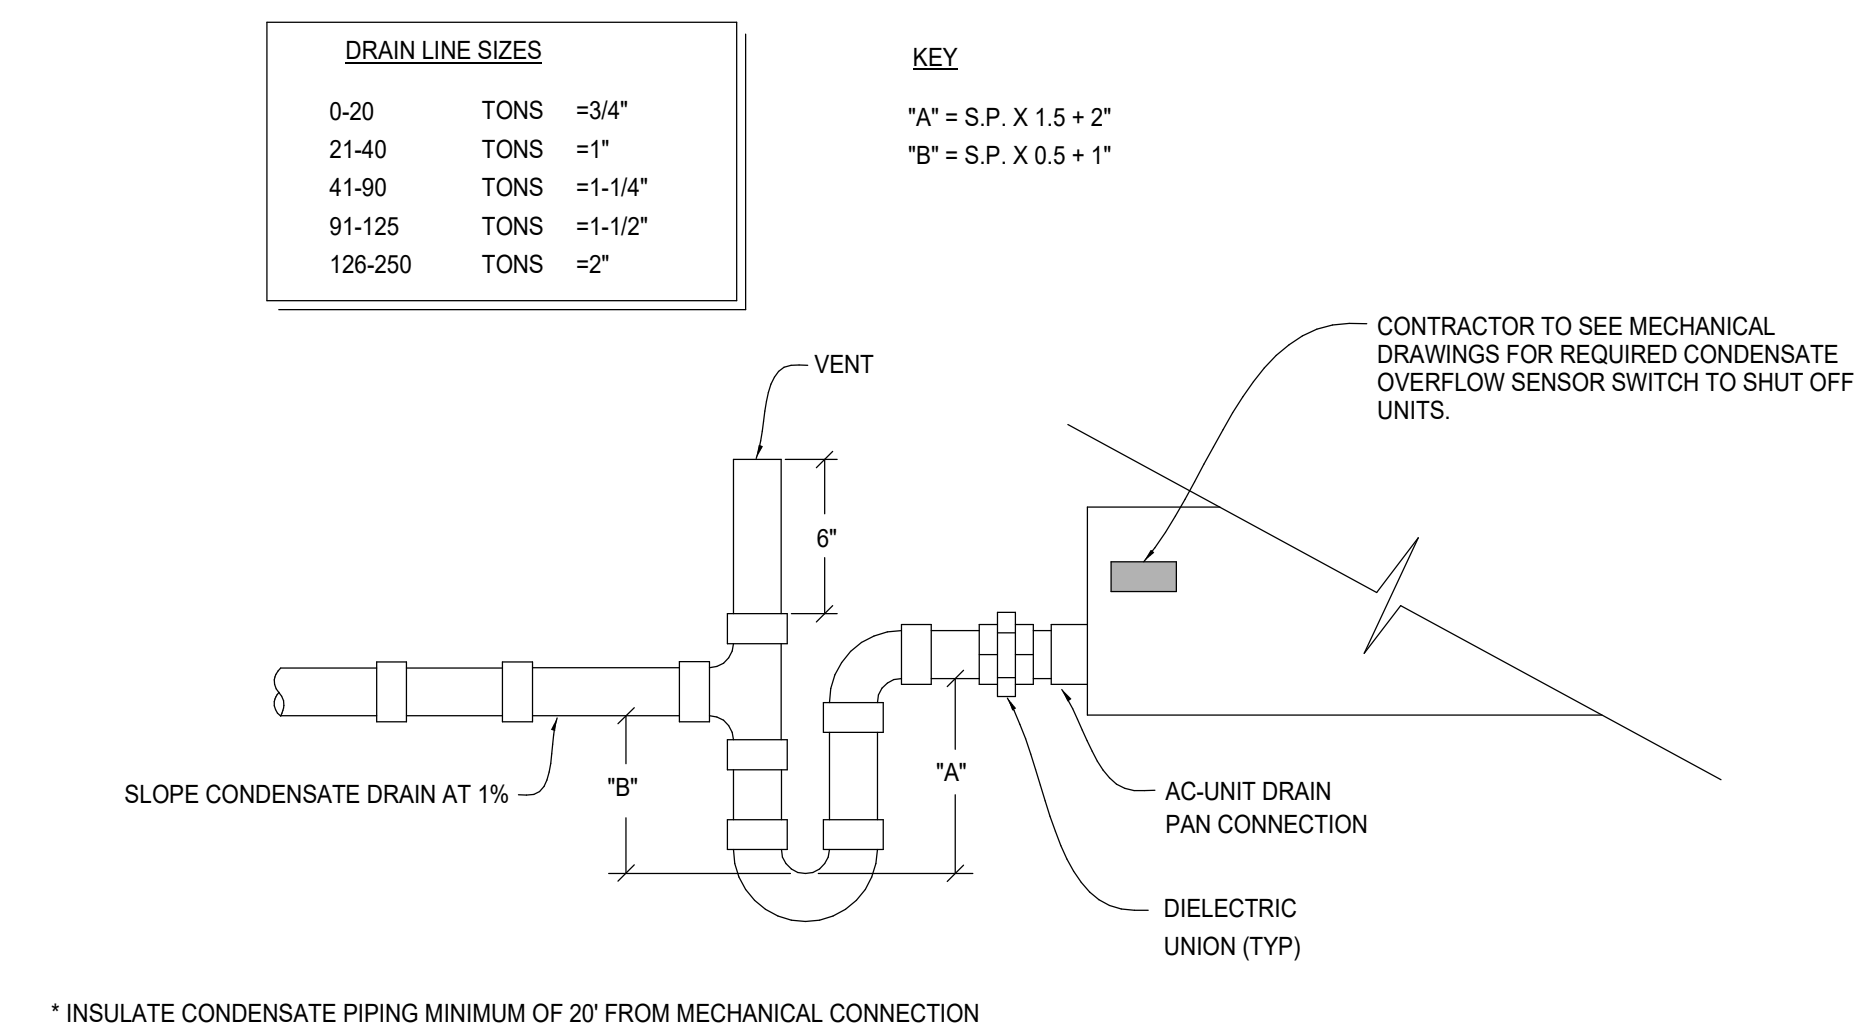 DRAIN LINE SIZES
0-20 TONS =3/4"
21-40 TONS =1"
41-90 TONS =1-1/4"
91-125 TONS =1-1/2"
126-250 TONS =2"
KEY
"A" = S.P. X 1.5 + 2"
"B" = S.P. X 0.5 + 1"
CONTRACTOR TO SEE MECHANICAL
DRAWINGS FOR REQUIRED CONDENSATE
OVERFLOW SENSOR SWITCH TO SHUT OFF
UNITS.
VENT
6"
"A"
"B"
SLOPE CONDENSATE DRAIN AT 1%
AC-UNIT DRAIN
PAN CONNECTION
DIELECTRIC
UNION (TYP)
* INSULATE CONDENSATE PIPING MINIMUM OF 20' FROM MECHANICAL CONNECTION